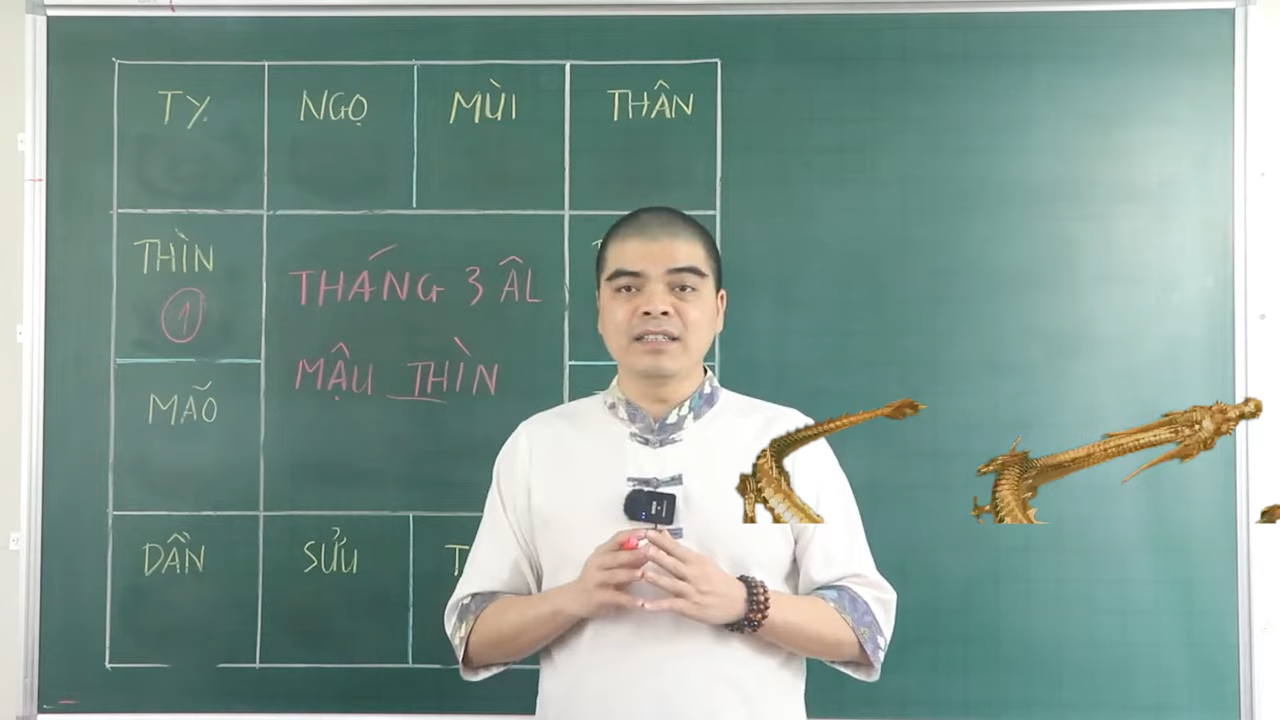 TỴ NGỌ MÙI THÂN
THÌN
1
THÁNG 3 ÂL
MẬU THÌN
MÃO
DẦN SỬU